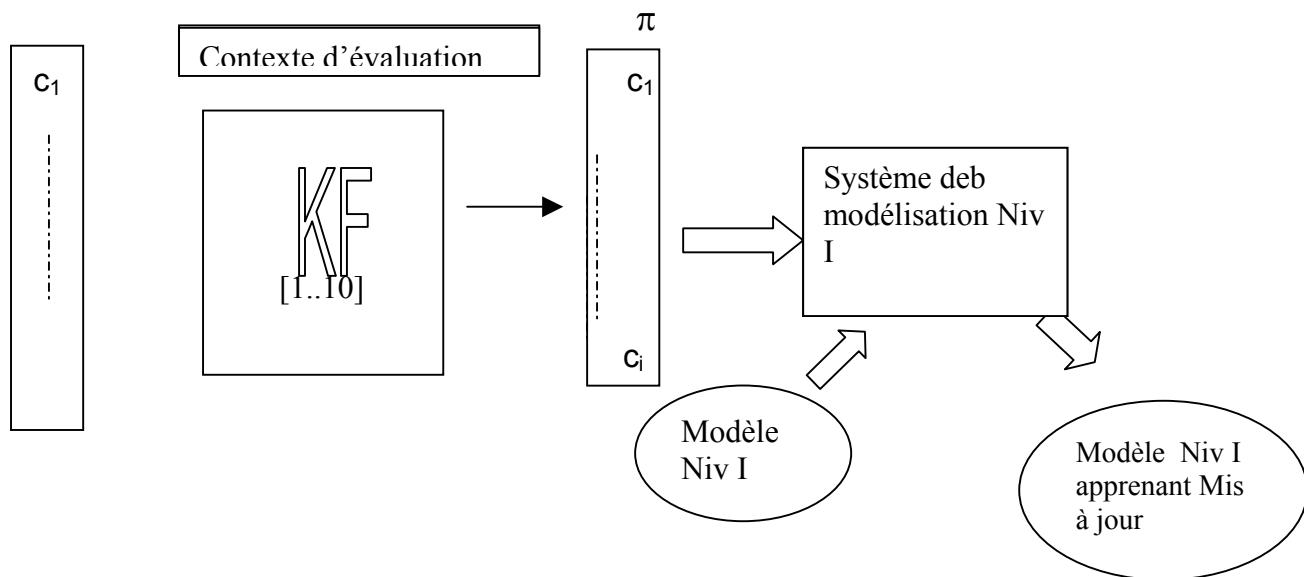 π
Contexte d’évaluation
c1
c1
KF
[1..10]
Système deb
modélisation Niv
I
ci
Modèle
Niv I
Modèle Niv I
apprenant Mis
à jour